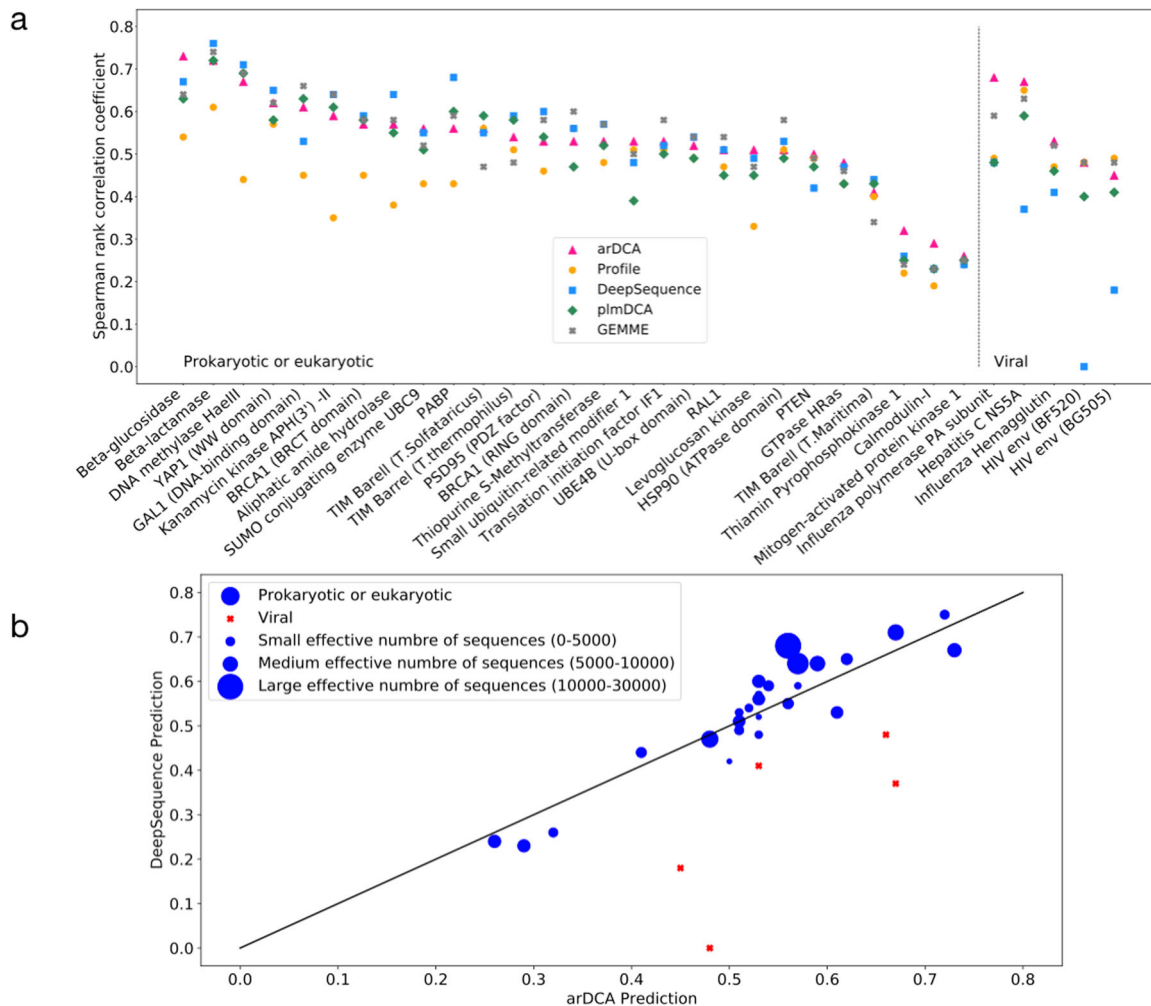 a
Spearman rank correlation coefficient
0.8
0.7
0.6
0.5
0.4
0.3
0.2
0.1
0.0
arDCA
Profile
DeepSequence
plmDCA
GEMME
Prokaryotic or eukaryotic
Viral
Beta-glucosidase
Beta-lactamase
DNA methylase HaeIII
YAP1 (WW domain)
GAL1 (DNA-binding domain)
Kanamycin kinase APH(3') -II
BRCA1 (BRCT domain)
Aliphatic amide hydrolase
SUMO conjugating enzyme UBC9
PABP
TIM Barell (T.Solfataricus)
TIM Barrel (T.thermophilus)
PSD95 (PDZ factor)
BRCA1 (RING domain)
Thiopurine S-Methyltransferase
Small ubiquitin-related modifier 1
Translation initiation factor IF1
UBE4B (U-box domain)
RAL1
Levoglucosan kinase
HSP90 (ATPase domain)
PTEN
GTPase HRas
TIM Barell (T.Maritima)
Thiamin Pyrophosphokinase 1
Calmodulin-I
Mitogen-activated protein kinase 1
Influenza polymerase PA subunit
Hepatitis C NS5A
Influenza Hemagglutin
HIV env (BF520)
HIV env (BG505)
b
DeepSequence Prediction
0.8
0.7
0.6
0.5
0.4
0.3
0.2
0.1
0.0
Prokaryotic or eukaryotic
Viral
Small effective numbre of sequences (0-5000)
Medium effective numbre of sequences (5000-10000)
Large effective numbre of sequences (10000-30000)
0.0 0.1 0.2 0.3 0.4 0.5 0.6 0.7 0.8
arDCA Prediction